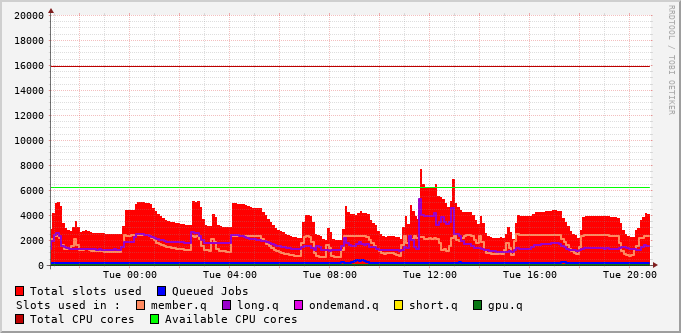 20000
18000
16000
14000
12000
10000
8000
6000
4000
2000
0
Tue 00:00 Tue 04:00 Tue 08:00 Tue 12:00 Tue 16:00 Tue 20:00
RRDTOOL / TOBI OETIKER
Total slots used Queued Jobs
Slots used in : member.q long.q ondemand.q short.q gpu.q
Total CPU cores Available CPU cores